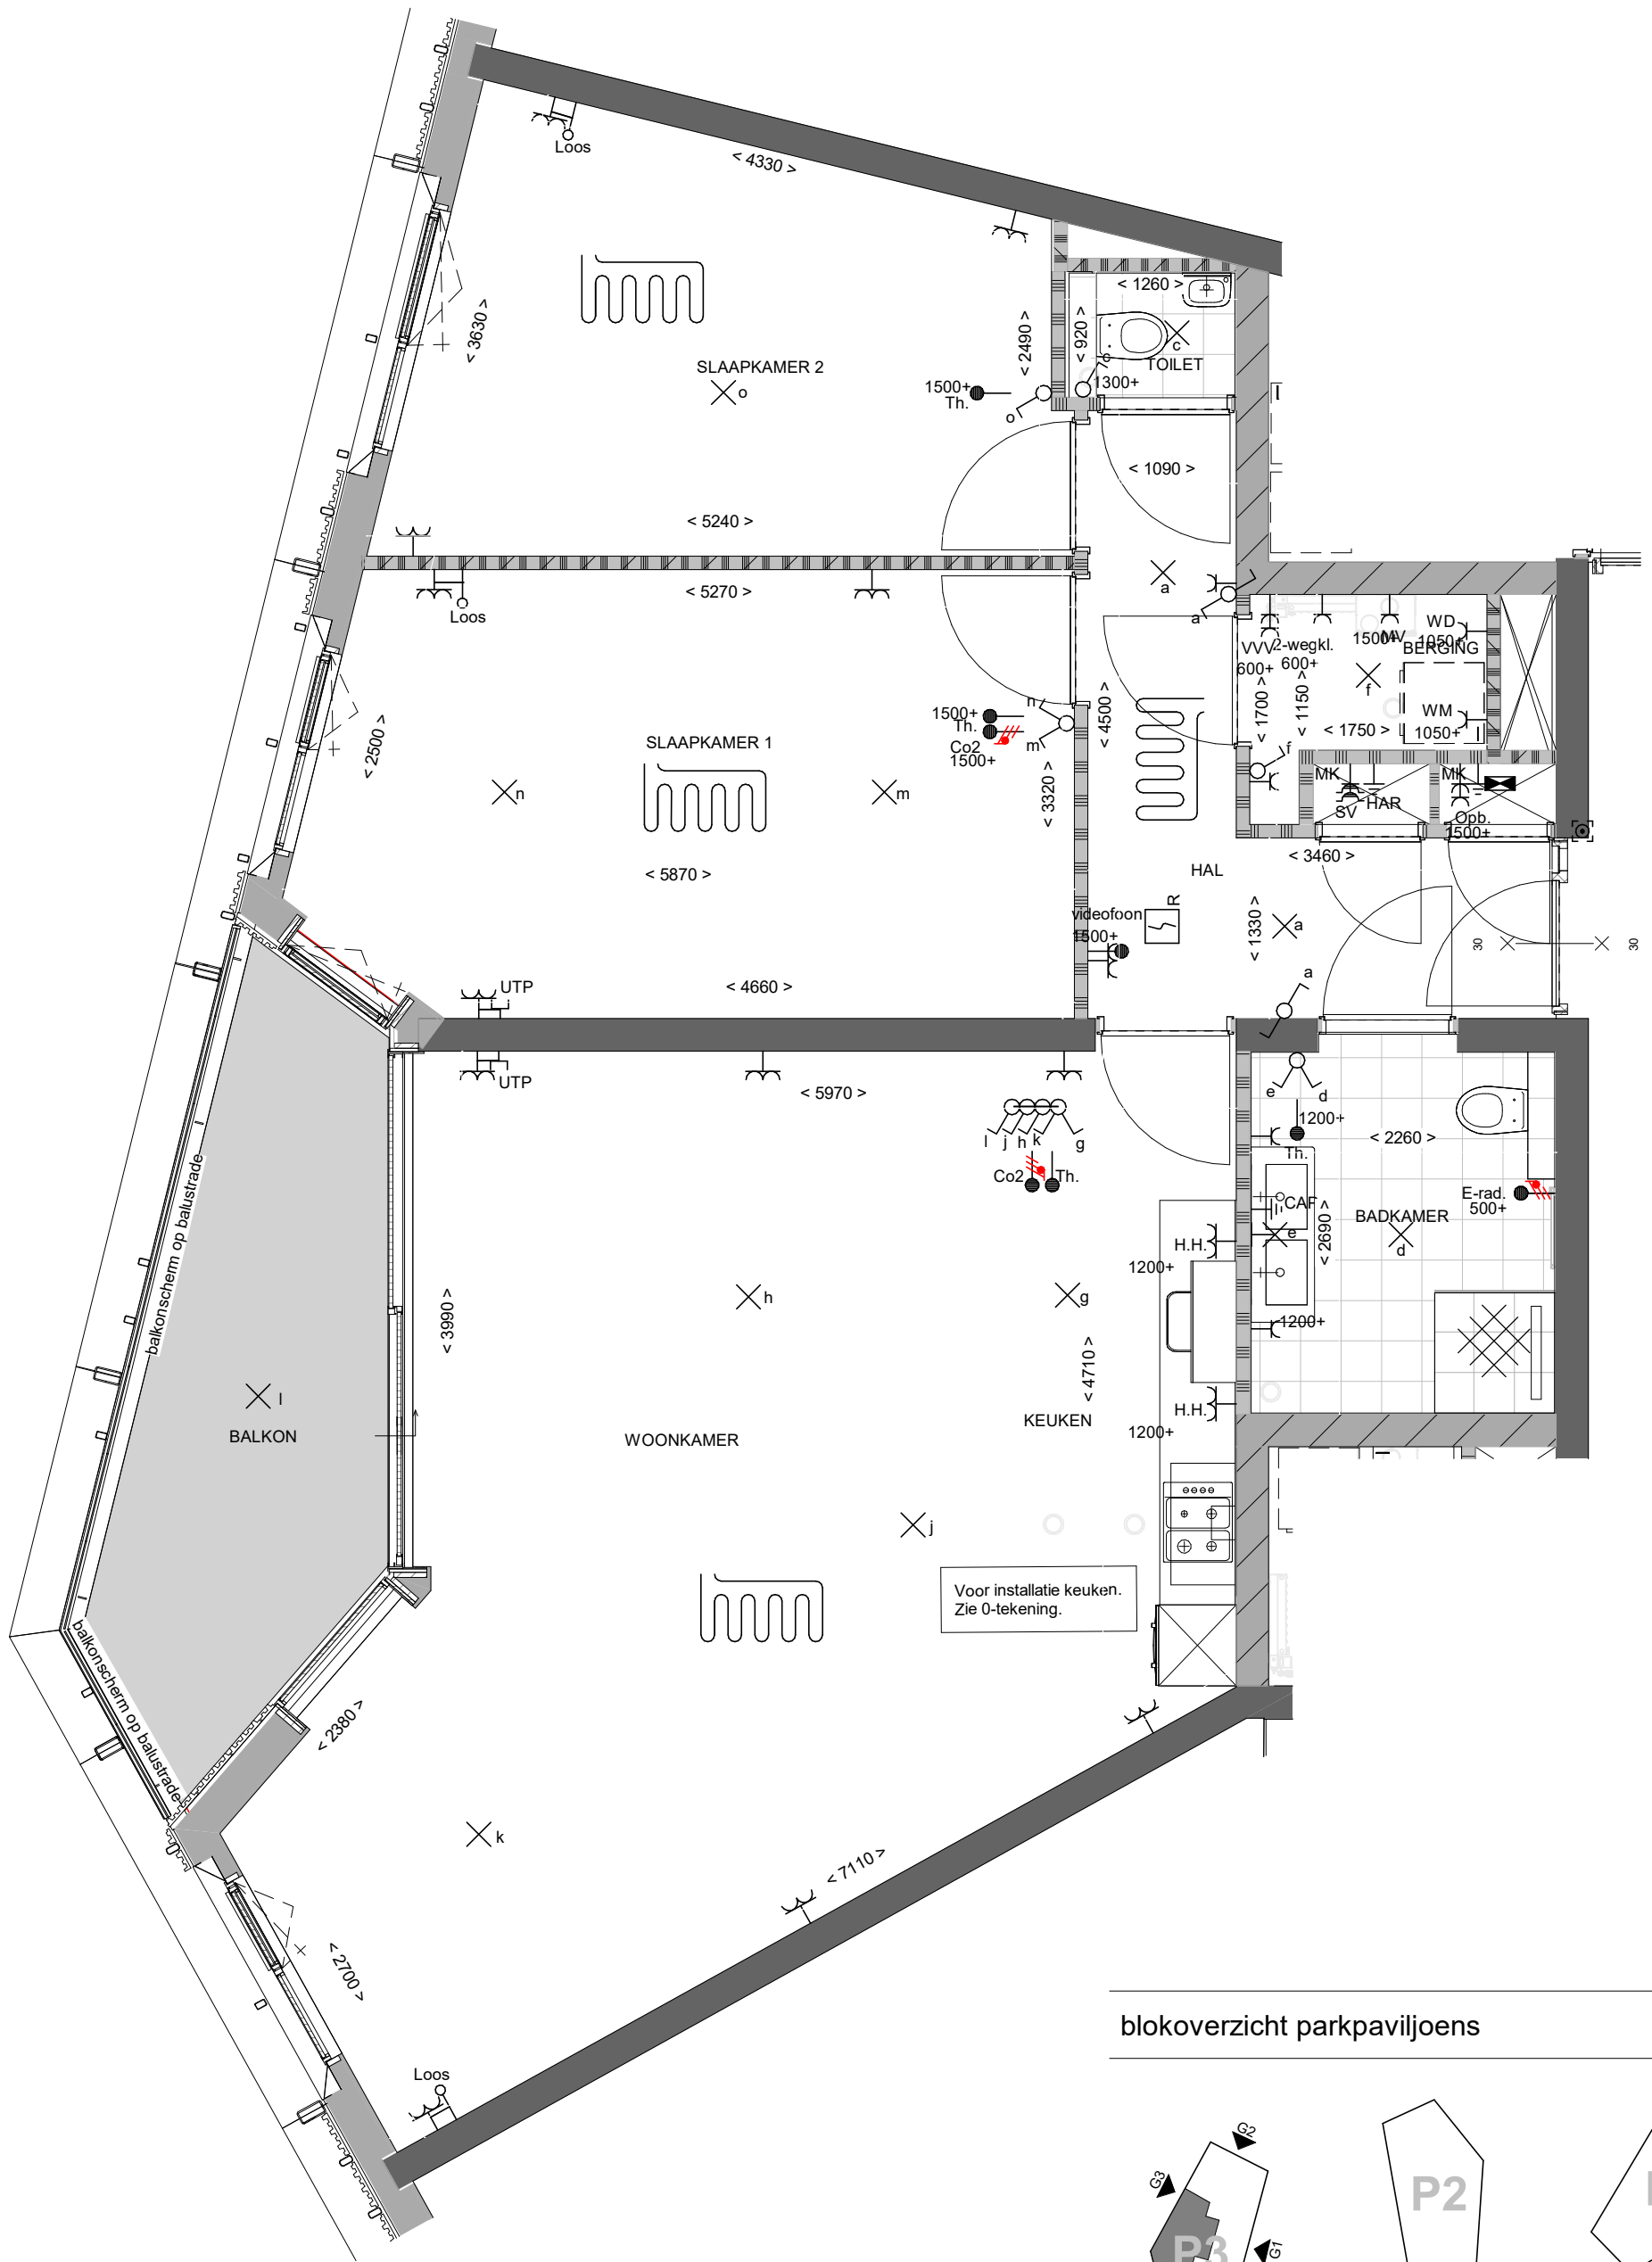 Loos
< 4330 >
< 1260 >
< 3630 >
< 2490 >
< 920 >
c
TOILET
SLAAPKAMER 2
o
1500+
Th.
o
c
1300+
< 1090 >
< 5240 >
a
< 5270 >
Loos
a
VVV
600+
2-wegkl.
600+
1500+
MV
WD
1050+
BERGING
f
< 1700 >
< 1150 >
< 1750 >
WM
1050+
f
< 4500 >
n
1500+
Th.
Co2
1500+
m
SLAAPKAMER 1
n
m
< 2500 >
< 3320 >
MK
SV
HAR
MK
Opb.
1500+
< 3460 >
HAL
< 5870 >
R
videofoon
1500+
< 1330 >
a
30
30
a
< 4660 >
UTP
UTP
< 5970 >
l j h k g
Co2
Th.
e
d
1200+
Th.
< 2260 >
E-rad.
500+
CAF
e
< 2690 >
BADKAMER
d
H.H.
1200+
1200+
h
g
< 3990 >
< 4710 >
H.H.
1200+
KEUKEN
balkonscherm op balustrade
l
BALKON
WOONKAMER
j
Voor installatie keuken.
Zie 0-tekening.
balkonscherm op balustrade
< 2380 >
k
< 7110 >
< 2700 >
Loos
blokoverzicht parkpaviljoens
G2
G3
P2
P3
G1